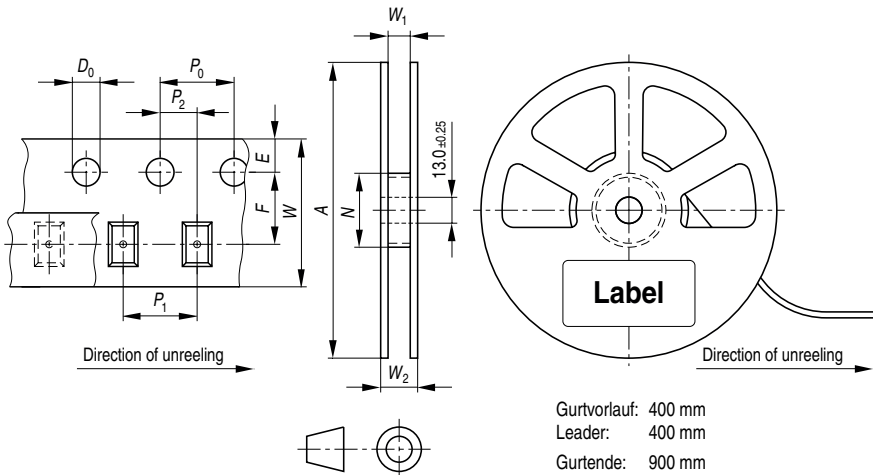 W₁
D₀
P₀
P₂
E
F
W
A
N
13.0 ±0.25
Label
P₁
Direction of unreeling
W₂
Direction of unreeling
Gurtvorlauf: 400 mm
Leader: 400 mm
Gurtende: 900 mm